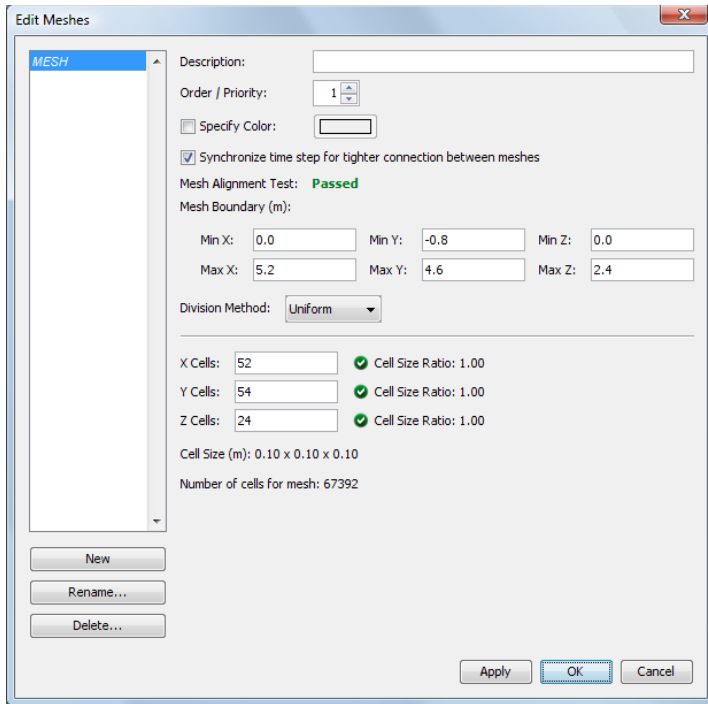 Edit Meshes
MESH
Description:
Order / Priority: 1
Specify Color:
Synchronize time step for tighter connection between meshes
Mesh Alignment Test: Passed
Mesh Boundary (m):
Min X: 0.0 Min Y: -0.8 Min Z: 0.0
Max X: 5.2 Max Y: 4.6 Max Z: 2.4
Division Method: Uniform
X Cells: 52 Cell Size Ratio: 1.00
Y Cells: 54 Cell Size Ratio: 1.00
Z Cells: 24 Cell Size Ratio: 1.00
Cell Size (m): 0.10 x 0.10 x 0.10
Number of cells for mesh: 67392
New
Rename...
Delete...
Apply OK Cancel